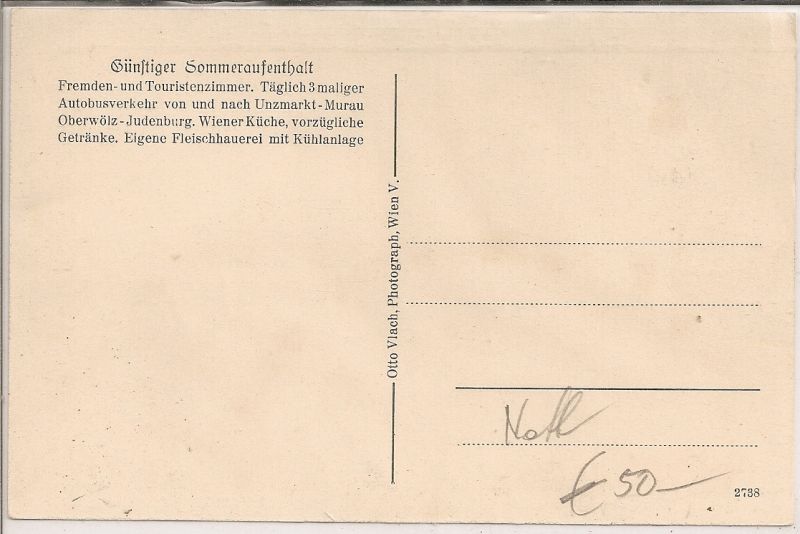 Günstiger Sommeraufenthalt
Fremden- und Touristenzimmer. Täglich 3 maliger
Autobusverkehr von und nach Unzmarkt-Murau
Oberwölz-Judenburg. Wiener Küche, vorzügliche
Getränke. Eigene Fleischhauerei mit Kühlanlage
Otto Vlach, Photograph, Wien V.
€ 50—
2738